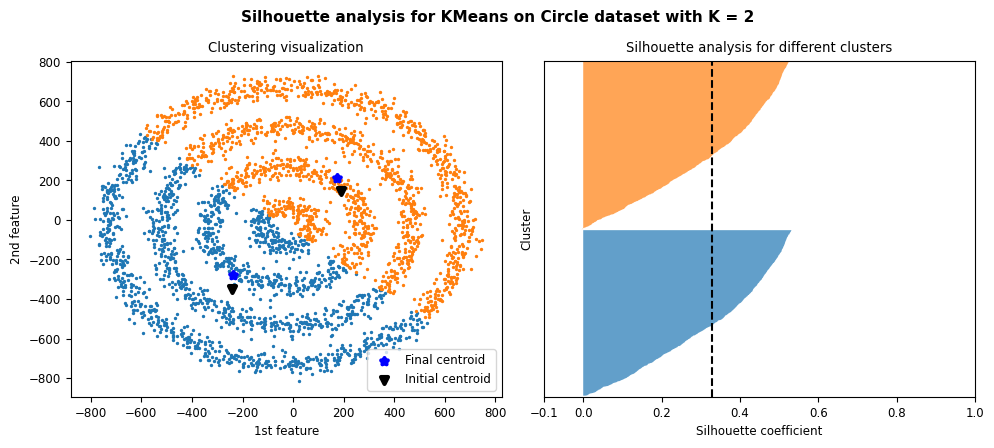 Silhouette analysis for KMeans on Circle dataset with K = 2
Clustering visualization
800
600
400
200
0
−200
−400
−600
−800
2nd feature
−800
−600
−400
−200
0
200
400
600
800
1st feature
Final centroid
Initial centroid
Silhouette analysis for different clusters
Cluster
−0.1
0.0
0.2
0.4
0.6
0.8
1.0
Silhouette coefficient